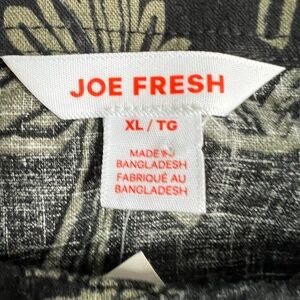 JOE FRESH
XL / TG
MADE IN
BANGLADESH
FABRIQUÉ AU
BANGLADESH